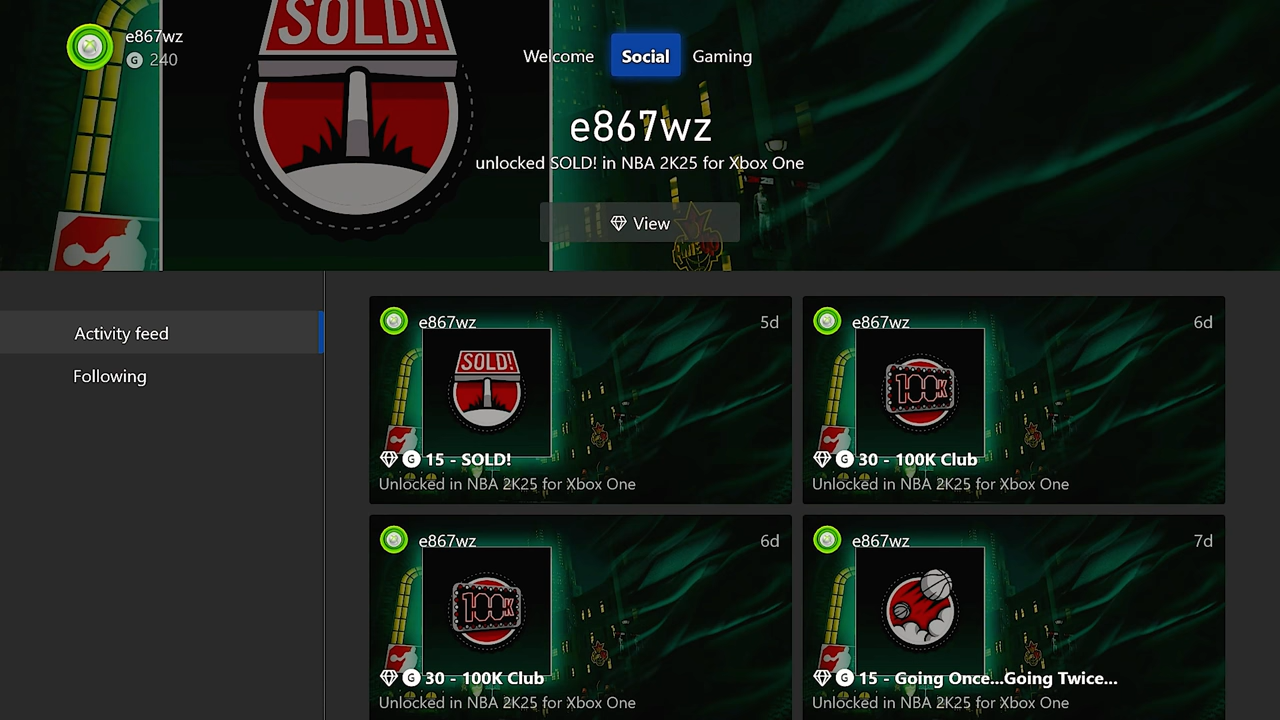 SOLD!
e867wz
G 240
Welcome
Social
Gaming
e867wz
unlocked SOLD! in NBA 2K25 for Xbox One
View
Activity feed
Following
e867wz
5d
SOLD!
G 15 - SOLD!
Unlocked in NBA 2K25 for Xbox One
e867wz
6d
100K
G 30 - 100K Club
Unlocked in NBA 2K25 for Xbox One
e867wz
6d
100K
G 30 - 100K Club
Unlocked in NBA 2K25 for Xbox One
e867wz
7d
G 15 - Going Once...Going Twice...
Unlocked in NBA 2K25 for Xbox One